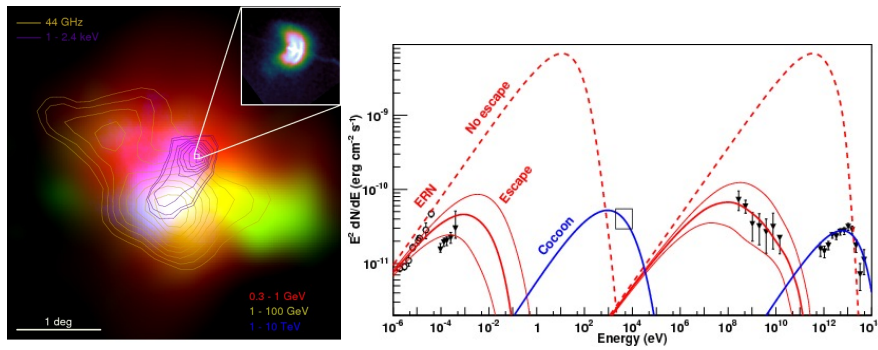 44 GHz
1 - 2.4 keV
0.3 - 1 GeV
1 - 100 GeV
1 - 10 TeV
1 deg
E² dN/dE (erg cm⁻² s⁻¹)
10⁻⁹
10⁻¹⁰
10⁻¹¹
No escape
ERN
Escape
Cocoon
10⁻⁶
10⁻⁴
10⁻²
1
10²
10⁴
10⁶
10⁸
10¹⁰
10¹²
Energy (eV)